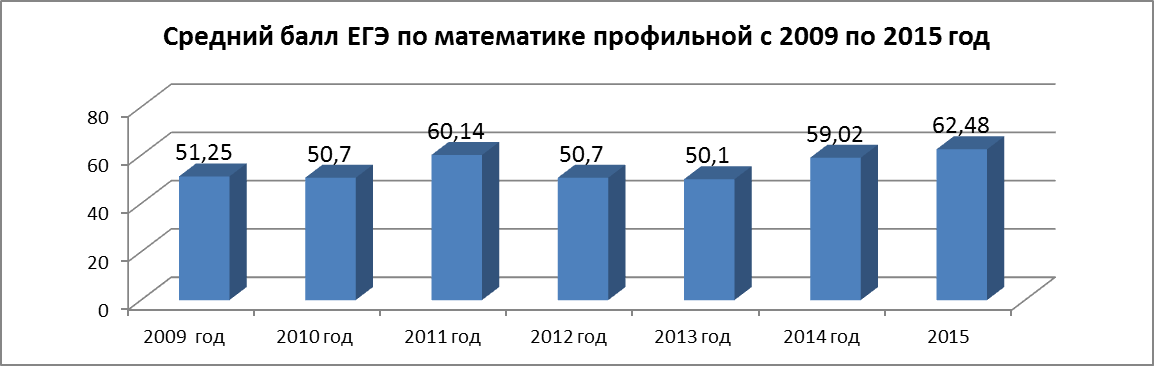 Средний балл ЕГЭ по математике профильной с 2009 по 2015 год
80
60
40
20
0
51,25
50,7
60,14
50,7
50,1
59,02
62,48
2009 год
2010 год
2011 год
2012 год
2013 год
2014 год
2015